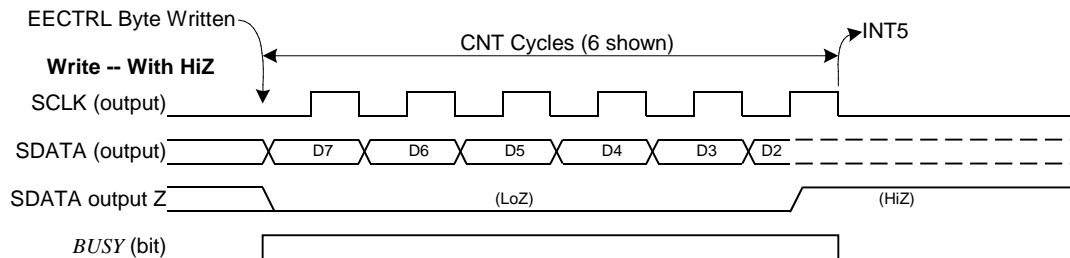 EECTRL Byte Written
CNT Cycles (6 shown)
INT5
Write -- With HiZ
SCLK (output)
SDATA (output)
D7 D6 D5 D4 D3 D2
SDATA output Z
(LoZ)
(HiZ)
BUSY (bit)